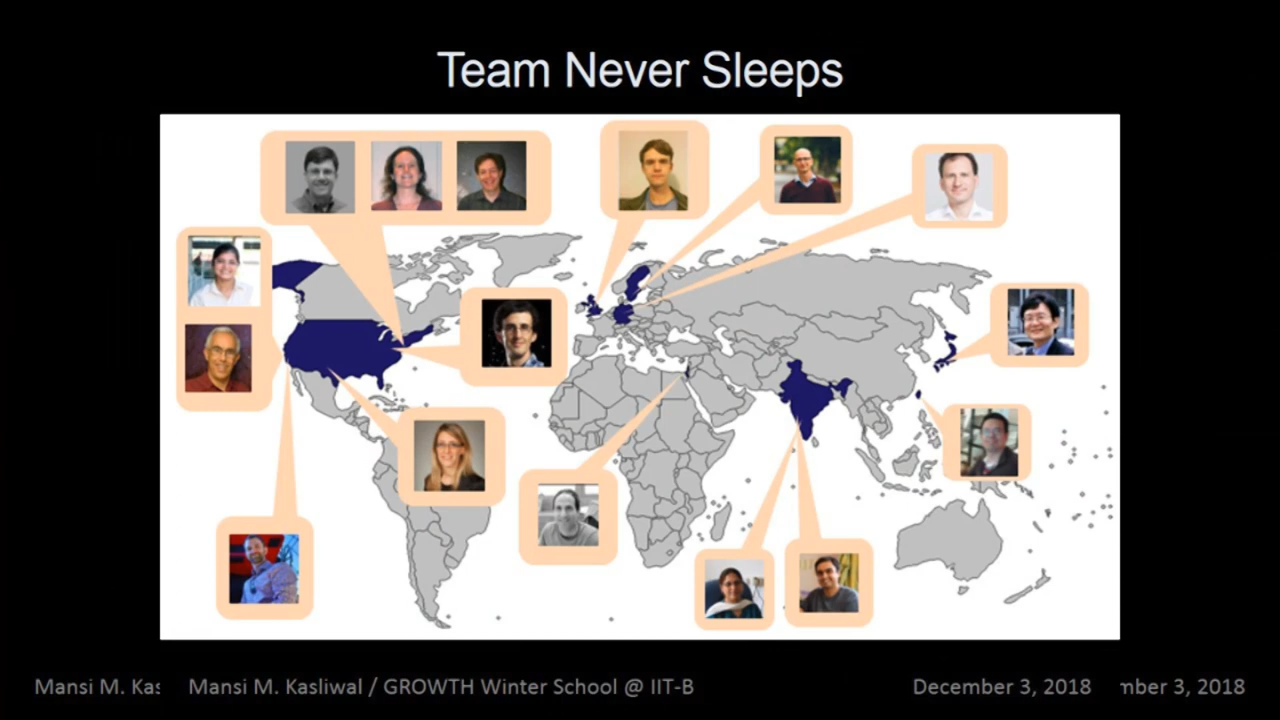 Team Never Sleeps
Mansi M. Kas Mansi M. Kasliwal / GROWTH Winter School @ IIT-B December 3, 2018 mber 3, 2018